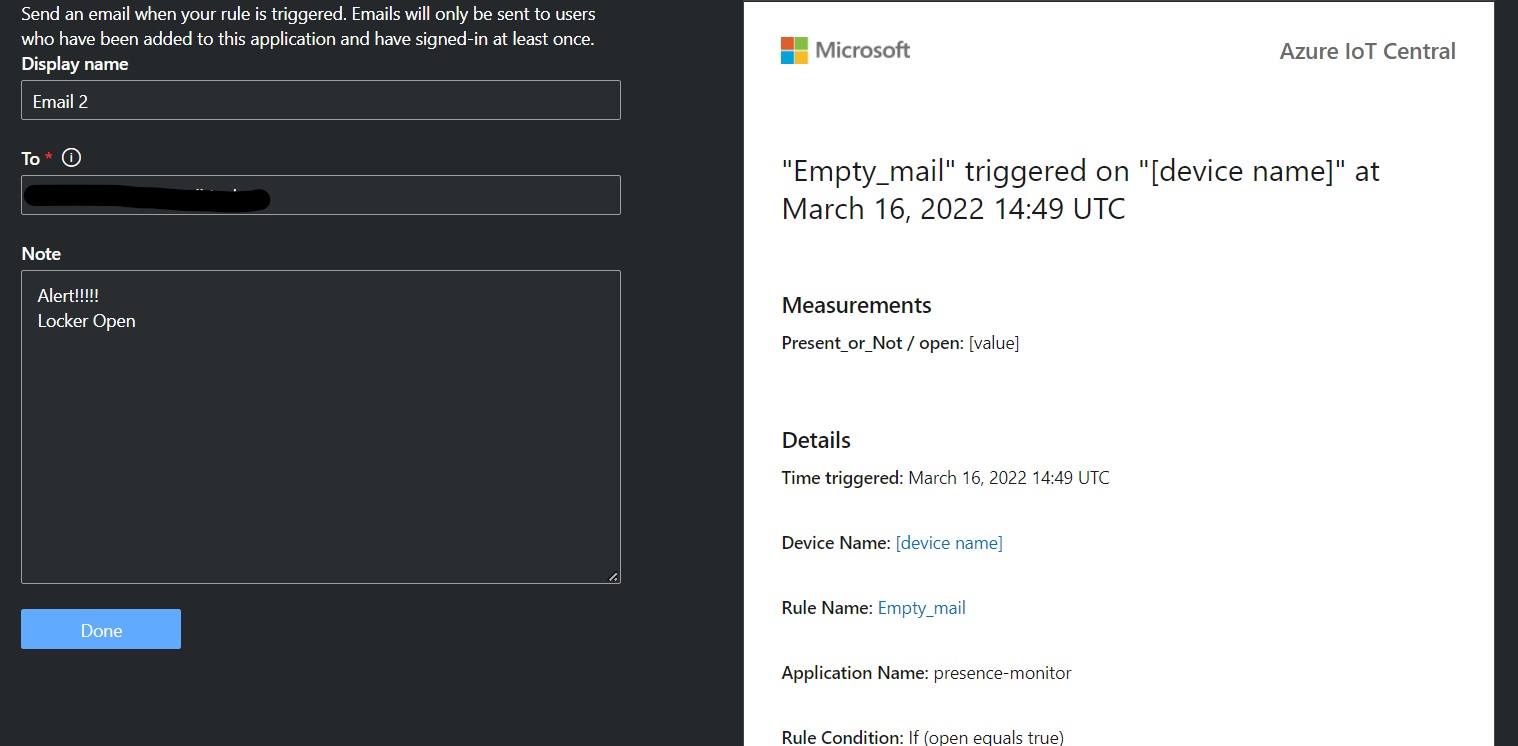 Send an email when your rule is triggered. Emails will only be sent to users
who have been added to this application and have signed-in at least once.
Display name
Email 2
To *
Note
Alert!!!!!
Locker Open
Done
Microsoft
Azure IoT Central
"Empty_mail" triggered on "[device name]" at
March 16, 2022 14:49 UTC
Measurements
Present_or_Not / open: [value]
Details
Time triggered: March 16, 2022 14:49 UTC
Device Name: [device name]
Rule Name: Empty_mail
Application Name: presence-monitor
Rule Condition: If (open equals true)